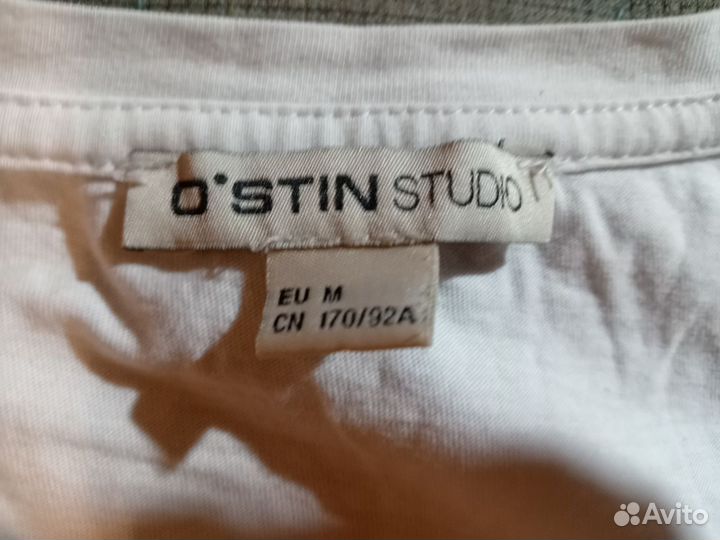 O'STIN STUDIO
EU M
CN 170/92A
Avito